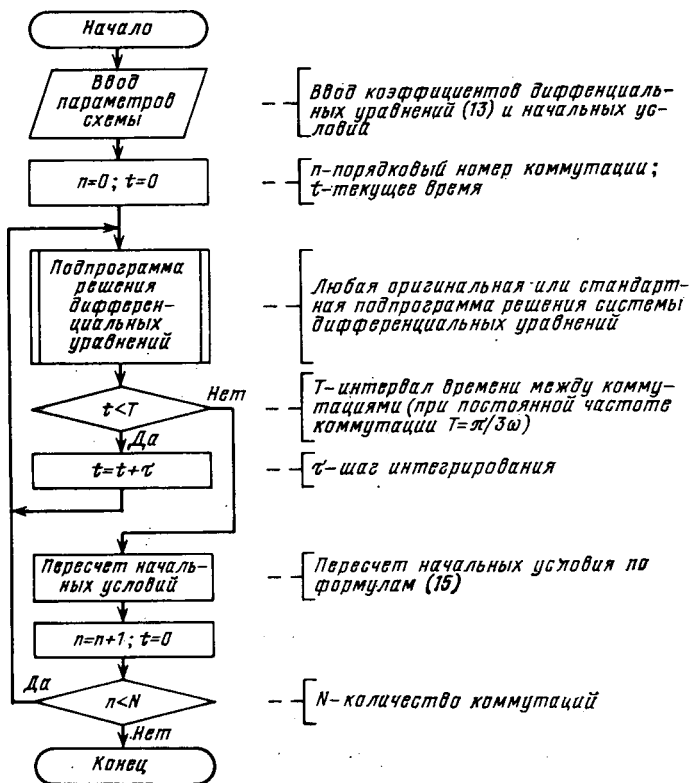 Начало
Ввод
параметров
схемы
Ввод коэффициентов диффенциаль-
ных уравнений (13) и начальных ус-
ловий
n=0; t=0
n-порядковый номер коммутации;
t-текущее время
Подпрограмма
решения
дифферен-
циальных
уравнений
Любая оригинальная или стандарт-
ная подпрограмма решения системы
дифференциальных уравнений
t<T
Нет
T-интервал времени между комму-
тациями (при постоянной частоте
коммутации T=π/3ω)
Да
t=t+τ
τ-шаг интегрирования
Пересчет началь-
ных условий
Пересчет начальных условия по
формулам (15)
n=n+1; t=0
Да
n<N
N-количество коммутаций
Нет
Конец